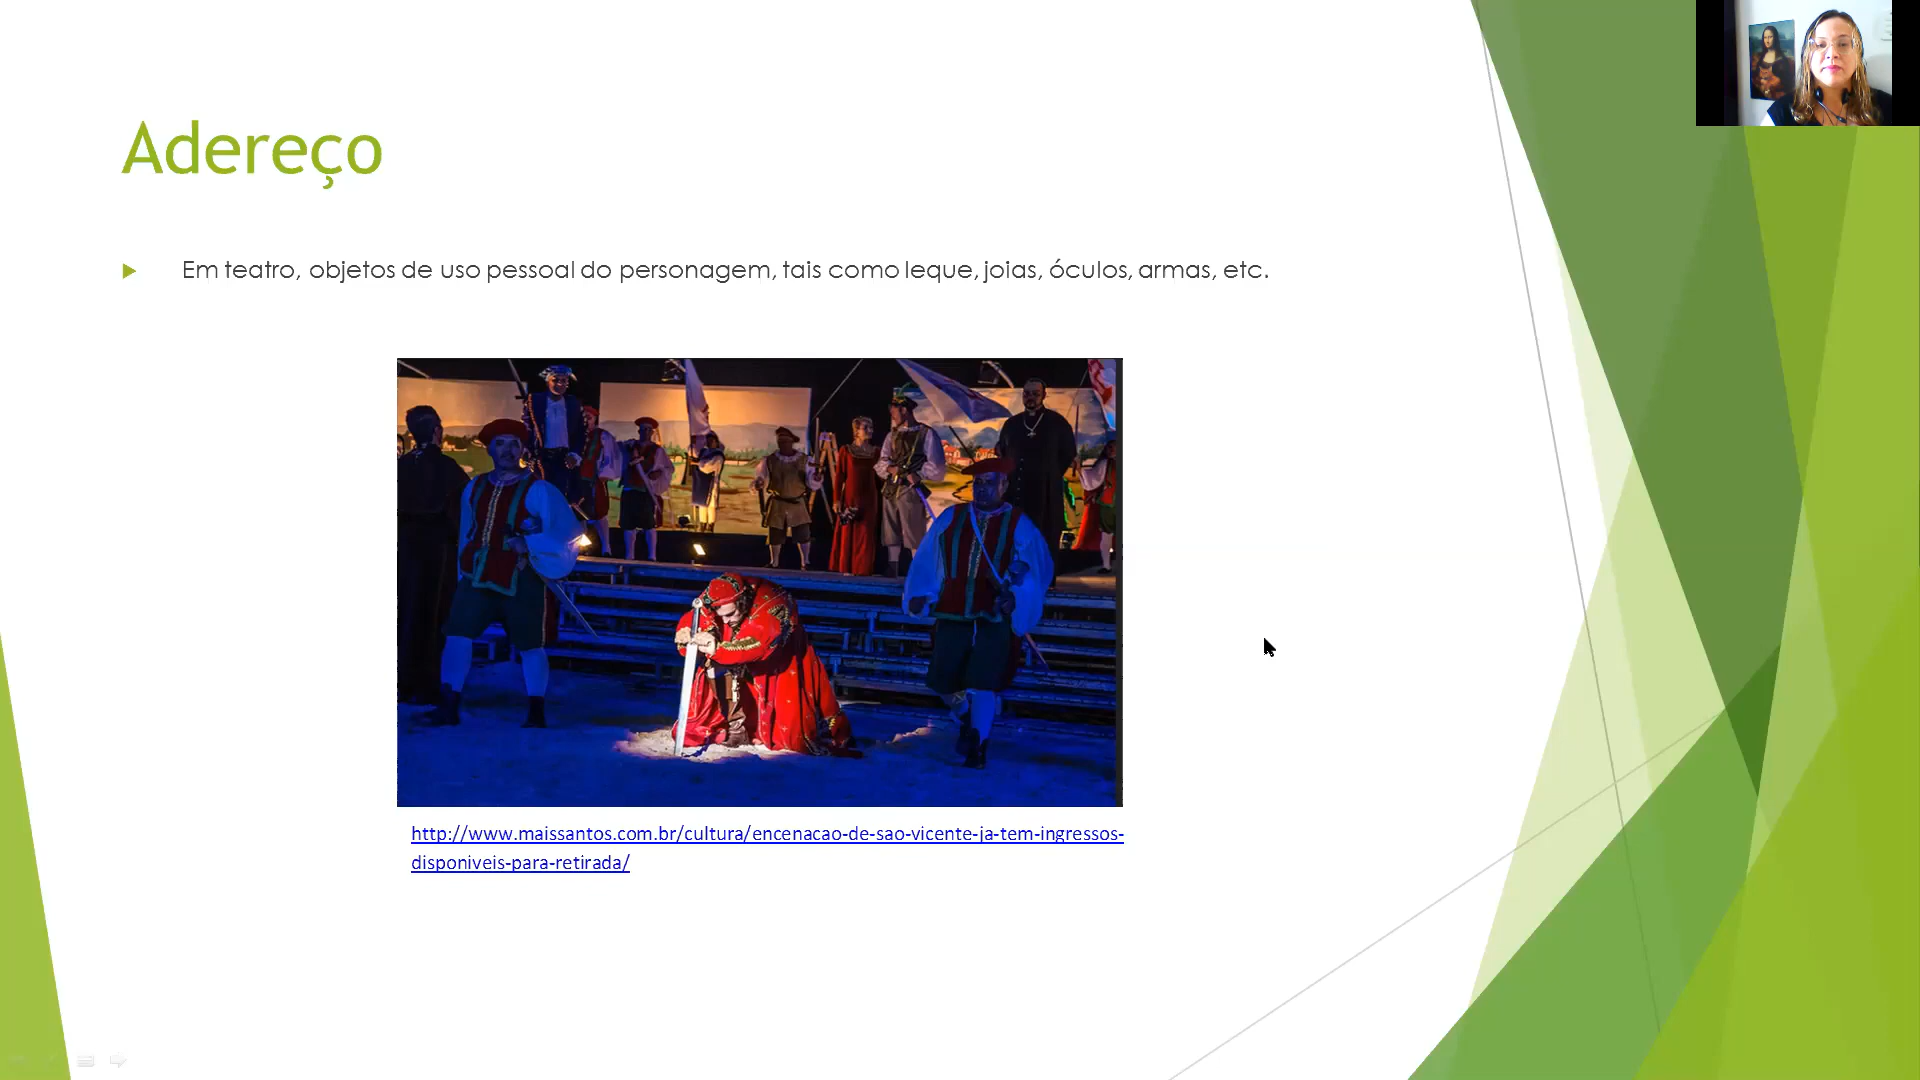 Adereço
Em teatro, objetos de uso pessoal do personagem, tais como leque, joias, óculos, armas, etc.
http://www.maissantos.com.br/cultura/encenacao-de-sao-vicente-ja-tem-ingressos-
disponiveis-para-retirada/